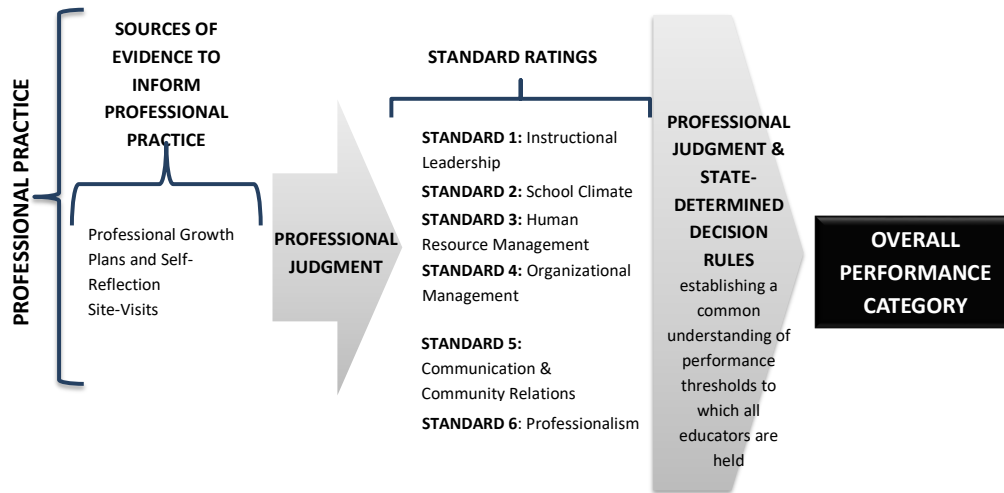 PROFESSIONAL PRACTICE
SOURCES OF
EVIDENCE TO
INFORM
PROFESSIONAL
PRACTICE
Professional Growth
Plans and Self-
Reflection
Site-Visits
PROFESSIONAL
JUDGMENT
STANDARD RATINGS
STANDARD 1: Instructional
Leadership
STANDARD 2: School Climate
STANDARD 3: Human
Resource Management
STANDARD 4: Organizational
Management
STANDARD 5:
Communication &
Community Relations
STANDARD 6: Professionalism
PROFESSIONAL
JUDGMENT &
STATE-
DETERMINED
DECISION
RULES
establishing a
common
understanding of
performance
thresholds to
which all
educators are
held
OVERALL
PERFORMANCE
CATEGORY